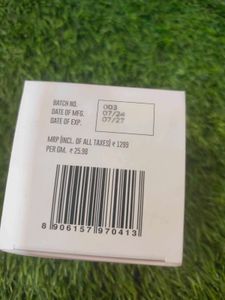 BATCH NO. 003
DATE OF MFG. 07/24
DATE OF EXP. 07/27
MRP (INCL. OF ALL TAXES) ₹ 1299
PER GM. ₹ 25.98
8 906157 970413